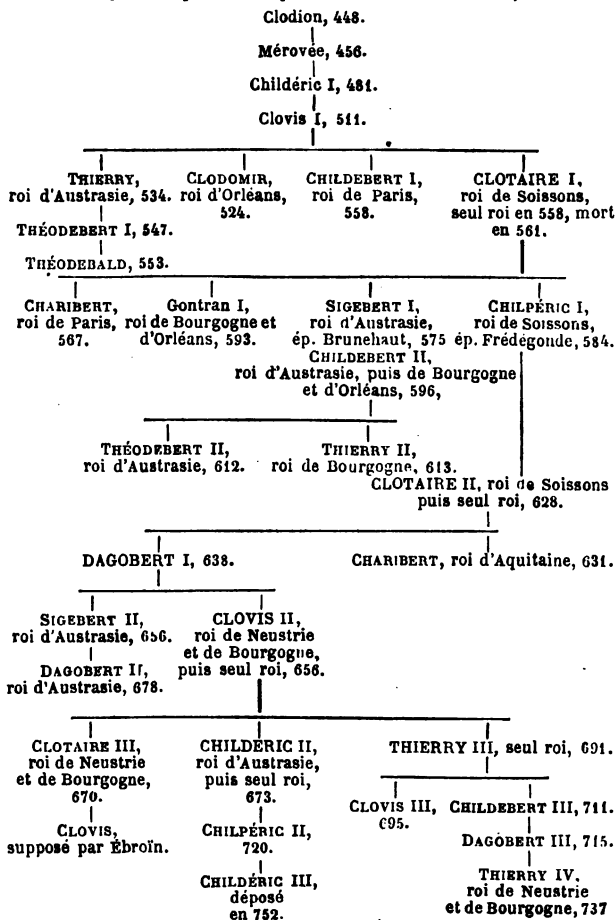 Clodion, 448.
Mérovée, 456.
Childéric I, 481.
Clovis I, 511.
THIERRY,
roi d'Austrasie, 534.
THÉODEBERT I, 547.
THÉODEBALD, 553.
CLODOMIR,
roi d'Orléans,
524.
CHILDEBERT I,
roi de Paris,
558.
CLOTAIRE I,
roi de Soissons,
seul roi en 558, mort
en 561.
CHARIBERT,
roi de Paris,
567.
Gontran I,
roi de Bourgogne et
d'Orléans, 593.
SIGEBERT I,
roi d'Austrasie,
ép. Brunehaut, 575
CHILDEBERT II,
roi d'Austrasie, puis de Bourgogne
et d'Orléans, 596,
CHILPÉRIC I,
roi de Soissons,
ép. Frédégonde, 584.
THÉODEBERT II,
roi d'Austrasie, 612.
THIERRY II,
roi de Bourgogne, 613.
CLOTAIRE II, roi de Soissons
puis seul roi, 628.
DAGOBERT I, 638.
CHARIBERT, roi d'Aquitaine, 631.
SIGEBERT II,
roi d'Austrasie, 656.
DAGOBERT II,
roi d'Austrasie, 678.
CLOVIS II,
roi de Neustrie
et de Bourgogne,
puis seul roi, 656.
CLOTAIRE III,
roi de Neustrie
et de Bourgogne,
670.
CLOVIS,
supposé par Ébroïn.
CHILDÉRIC II,
roi d'Austrasie,
puis seul roi,
673.
CHILPÉRIC II,
720.
CHILDÉRIC III,
déposé
en 752.
THIERRY III, seul roi, 691.
CLOVIS III,
695.
CHILDEBERT III, 711.
DAGOBERT III, 715.
THIERRY IV,
roi de Neustrie
et de Bourgogne, 737